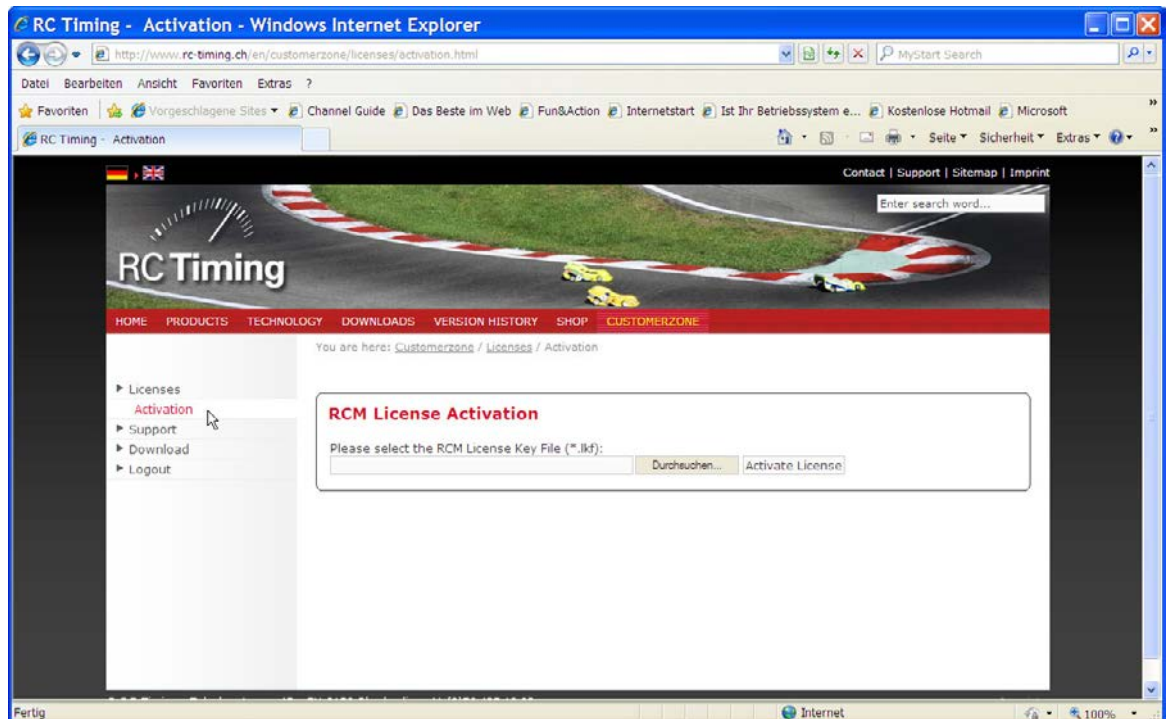 RC Timing - Activation - Windows Internet Explorer
http://www.rc-timing.ch/en/customerzone/licenses/activation.html
MyStart Search
Datei Bearbeiten Ansicht Favoriten Extras ?
Favoriten Vorgeschlagene Sites Channel Guide Das Beste im Web Fun&Action Internetstart Ist Ihr Betriebssystem e... Kostenlose Hotmail Microsoft »
RC Timing - Activation
Seite Sicherheit Extras »
Contact | Support | Sitemap | Imprint
Enter search word...
RC Timing
HOME PRODUCTS TECHNOLOGY DOWNLOADS VERSION HISTORY SHOP CUSTOMERZONE
You are here: Customerzone / Licenses / Activation
Licenses
Activation
Support
Download
Logout
RCM License Activation
Please select the RCM License Key File (*.lkf):
Durchsuchen... Activate License
Fertig
Internet
100%